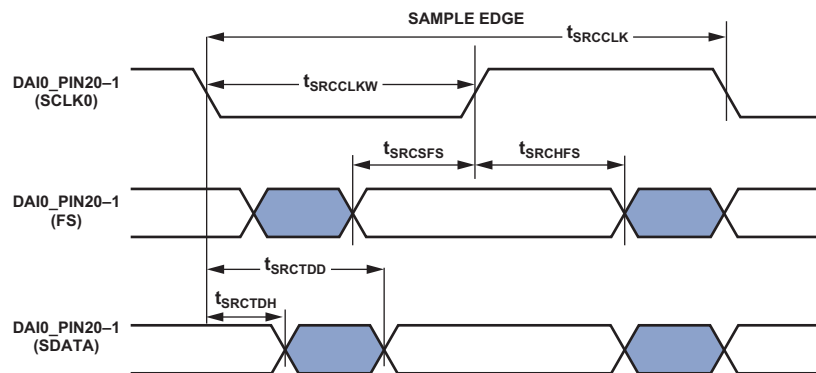 SAMPLE EDGE
tSRCCLK
DAI0_PIN20–1
(SCLK0)
tSRCCLKW
tSRCSFS
tSRCHFS
DAI0_PIN20–1
(FS)
tSRCTDD
tSRCTDH
DAI0_PIN20–1
(SDATA)